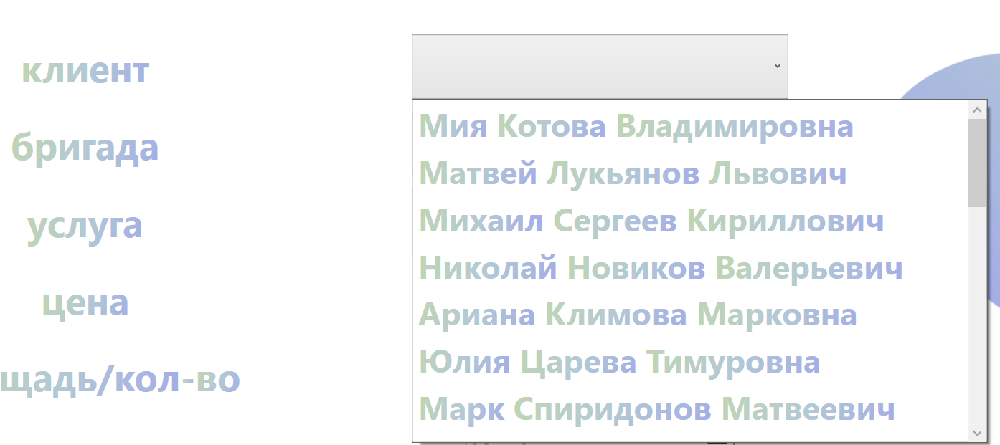 клиент
бригада
услуга
цена
щадь/кол-во
Мия Котова Владимировна
Матвей Лукьянов Львович
Михаил Сергеев Кириллович
Николай Новиков Валерьевич
Ариана Климова Марковна
Юлия Царева Тимуровна
Марк Спиридонов Матвеевич